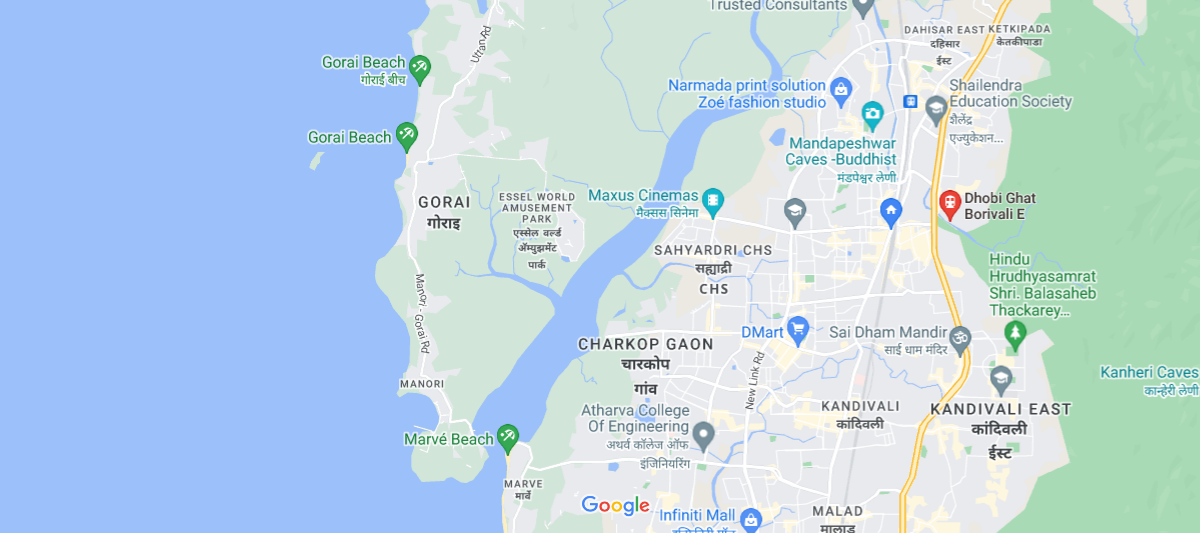 Trusted Consultants
DAHISAR EAST
दहिसर
ईस्ट
KETKIPADA
केतकीपाडा
Utran Rd
Gorai Beach
गोराई बीच
Narmada print solution
Zoé fashion studio
Shailendra
Education Society
शैलेंद्र
एज्युकेशन...
Gorai Beach
Mandapeshwar
Caves -Buddhist
मंडपेश्वर लेणी
GORAI
गोराइ
ESSEL WORLD
AMUSEMENT
PARK
एस्सेल वर्ल्ड
अ‍ॅम्युझमेंट
पार्क
Maxus Cinemas
मैक्सस सिनेमा
Dhobi Ghat
Borivali E
SAHYARDRI CHS
सह्याद्री
CHS
Hindu
Hrudhyasamrat
Shri. Balasaheb
Thackarey...
Manori - Gorai Rd
DMart
Sai Dham Mandir
साई धाम मंदिर
CHARKOP GAON
चारकोप
गांव
New Link Rd
Kanheri Caves
कान्हेरी लेणी
MANORI
KANDIVALI
कांदिवली
KANDIVALI EAST
कांदिवली
ईस्ट
Atharva College
Of Engineering
अथर्व कॉलेज ऑफ
इंजिनियरिंग
Marvé Beach
MARVE
मार्वे
Google
Infiniti Mall
MALAD
मालाड